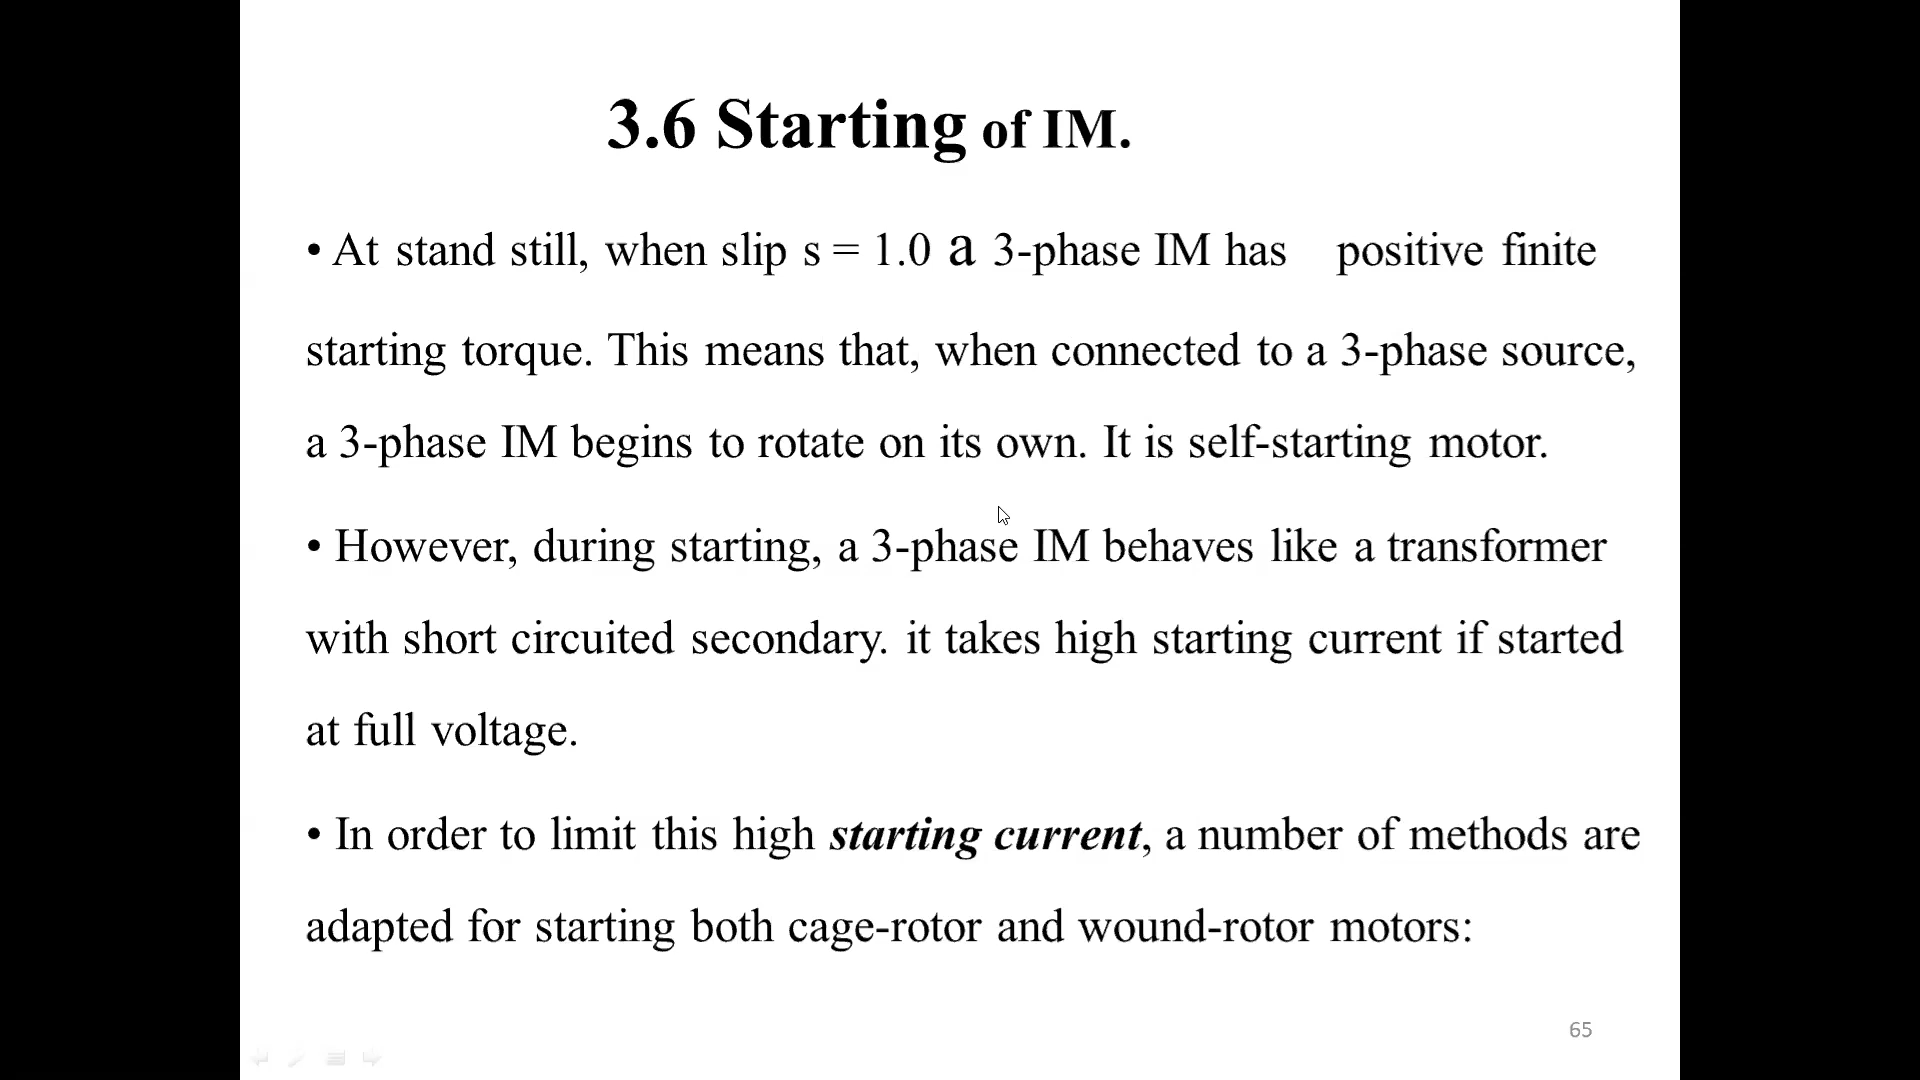 3.6 Starting of IM.
• At stand still, when slip s = 1.0 a 3-phase IM has positive finite
starting torque. This means that, when connected to a 3-phase source,
a 3-phase IM begins to rotate on its own. It is self-starting motor.
• However, during starting, a 3-phase IM behaves like a transformer
with short circuited secondary. it takes high starting current if started
at full voltage.
• In order to limit this high starting current, a number of methods are
adapted for starting both cage-rotor and wound-rotor motors:
65